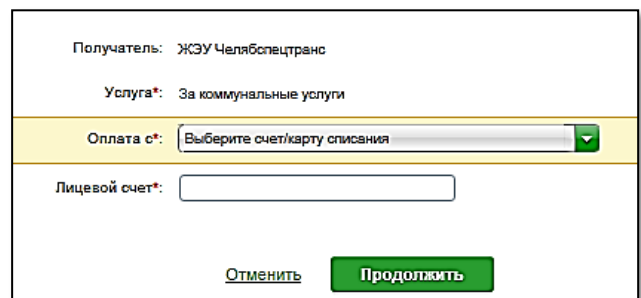 Получатель: ЖЭУ Челябспецтранс
Услуга*: За коммунальные услуги
Оплата с*: Выберите счет/карту списания
Лицевой счет*:
Отменить Продолжить